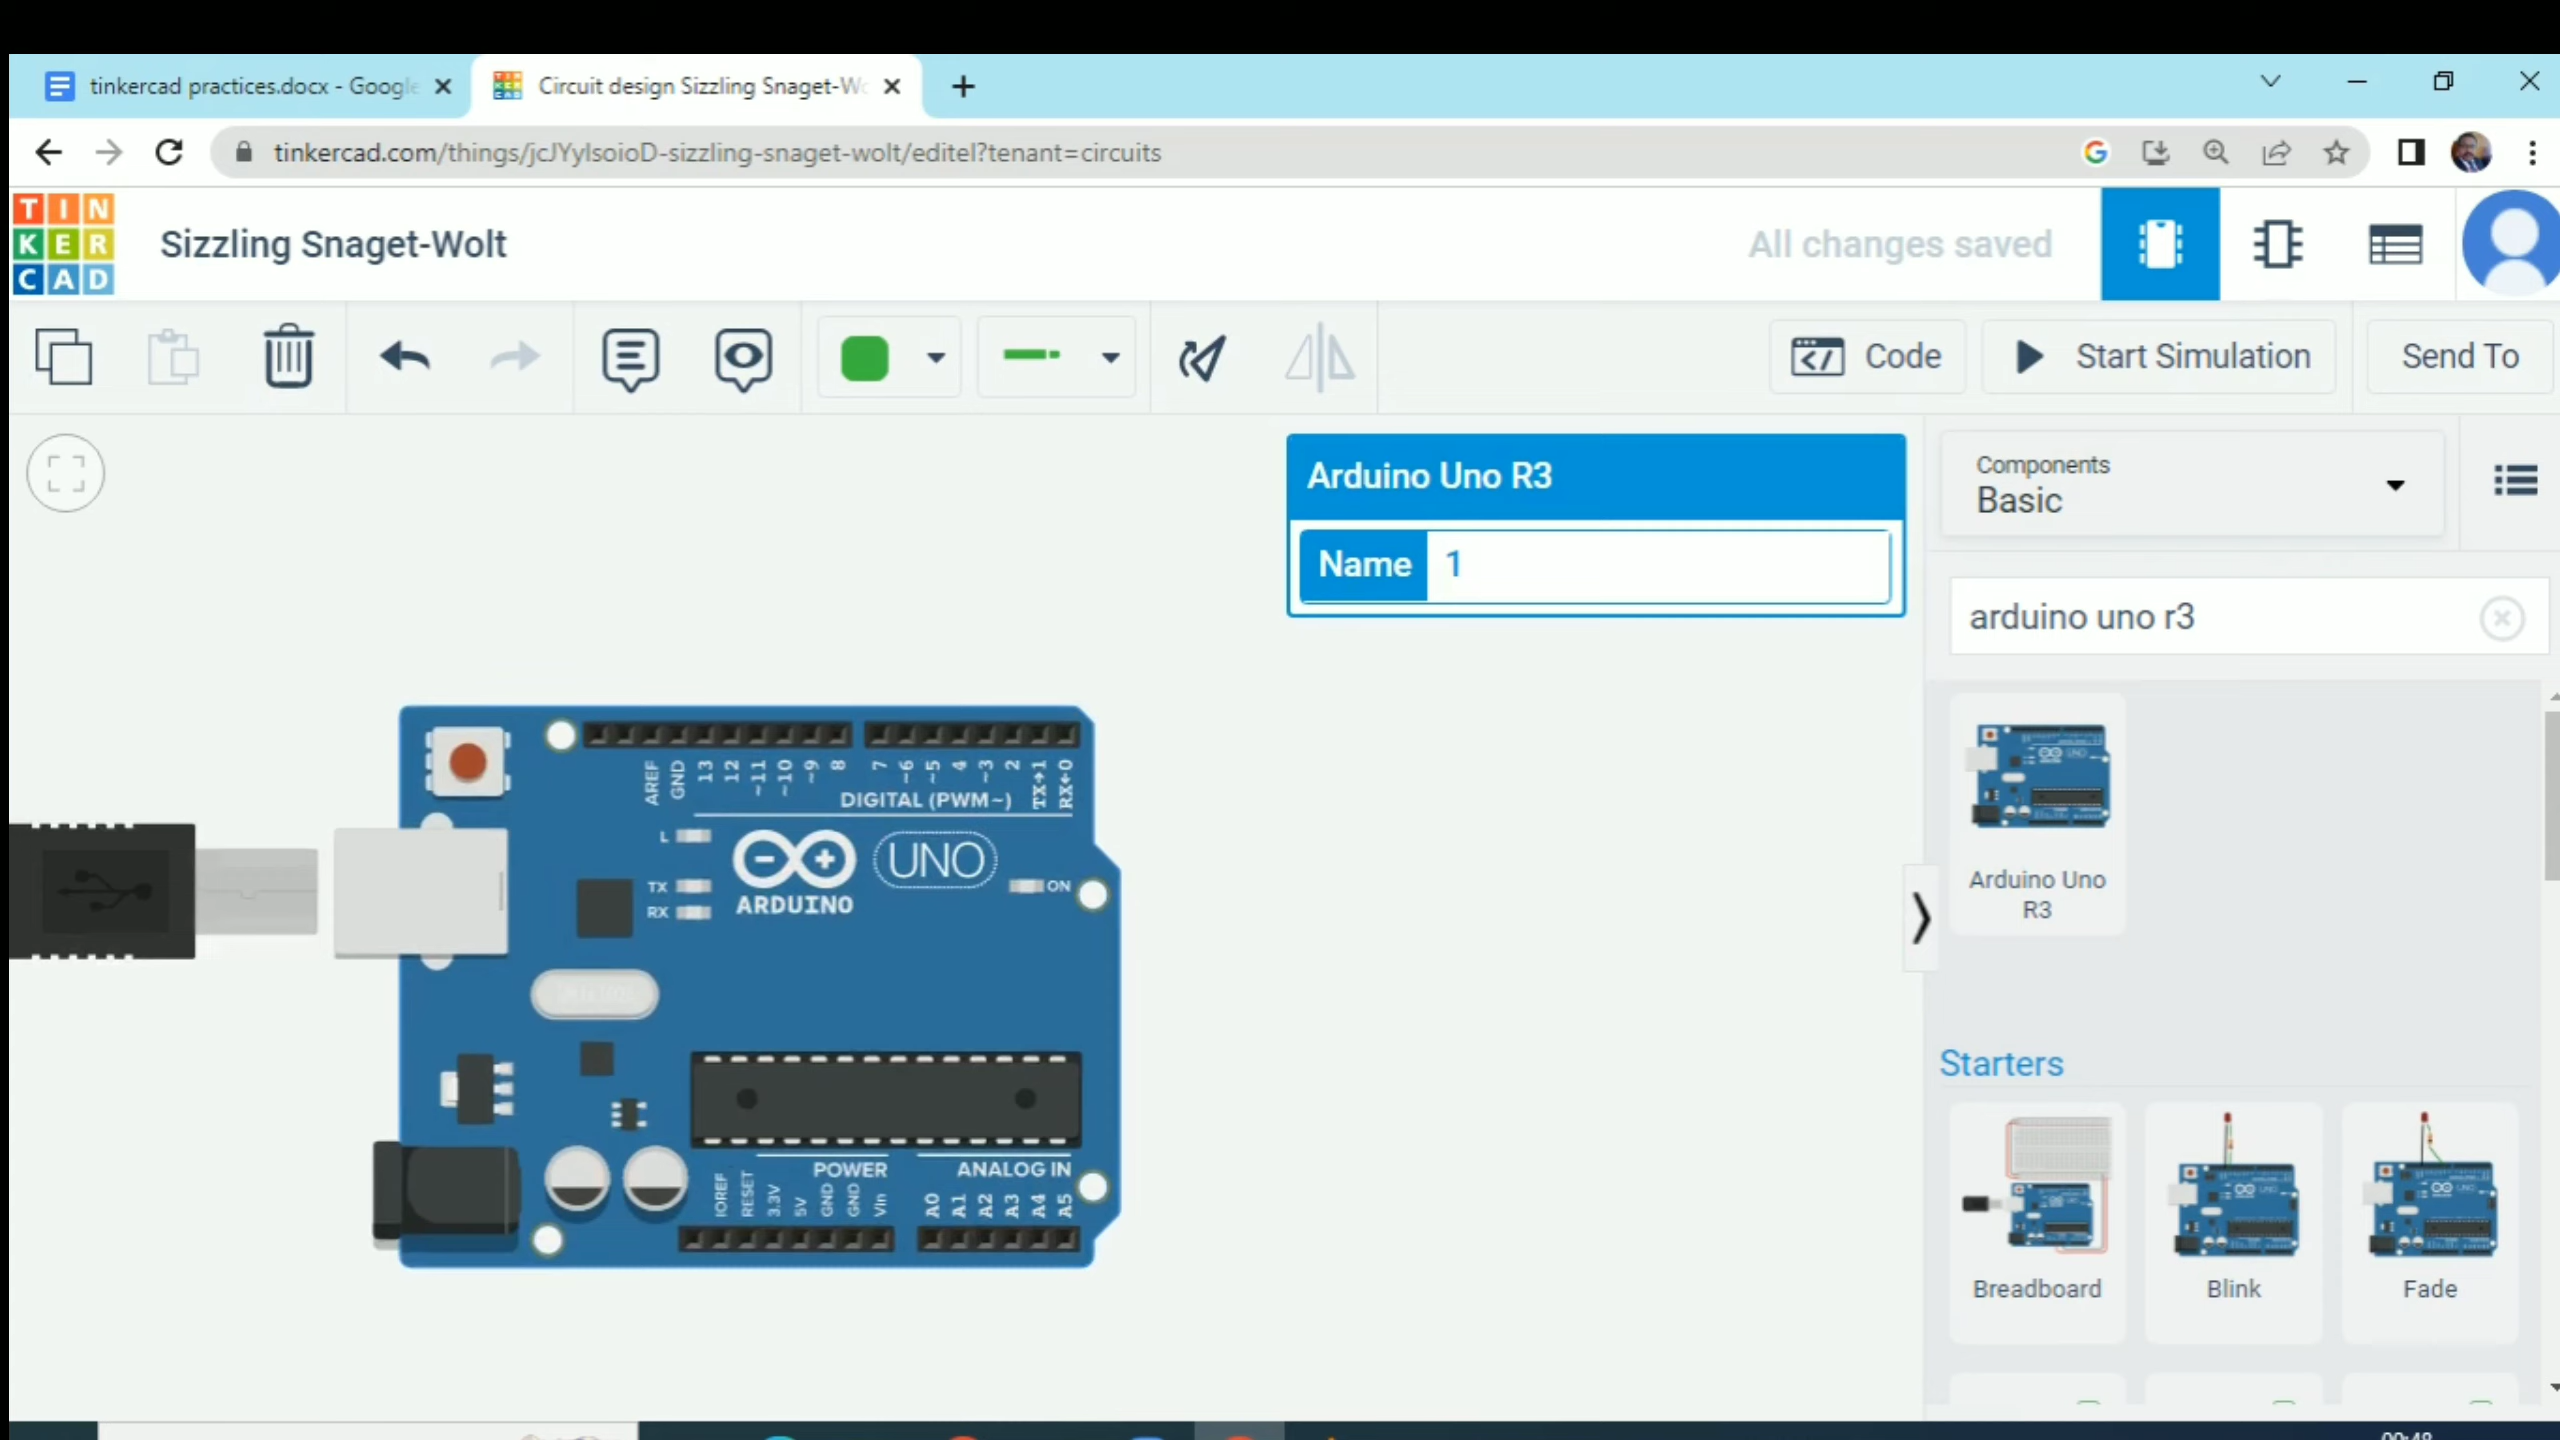 tinkercad practices.docx - Google
Circuit design Sizzling Snaget-Wo
tinkercad.com/things/jcJYylsoioD-sizzling-snaget-wolt/editel?tenant=circuits
TIN
KER
CAD
Sizzling Snaget-Wolt
All changes saved
Code
Start Simulation
Send To
Arduino Uno R3
Name 1
Components
Basic
arduino uno r3
Arduino Uno
R3
Starters
Breadboard
Blink
Fade
AREF
GND
13
12
~11
~10
~9
8
7
~6
~5
4
~3
2
TX→1
RX←0
DIGITAL (PWM~)
L
TX
RX
ARDUINO
UNO
ON
POWER
ANALOG IN
IOREF
RESET
3.3V
5V
GND
GND
Vin
A0
A1
A2
A3
A4
A5